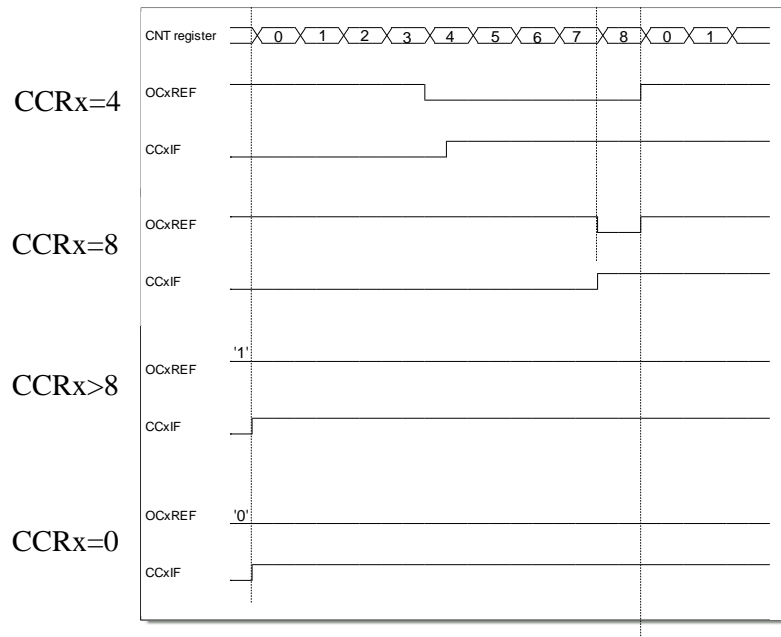 CNT register 0 1 2 3 4 5 6 7 8 0 1
CCRx=4
OCxREF
CCxIF
CCRx=8
OCxREF
CCxIF
CCRx>8
'1'
OCxREF
CCxIF
CCRx=0
OCxREF '0'
CCxIF